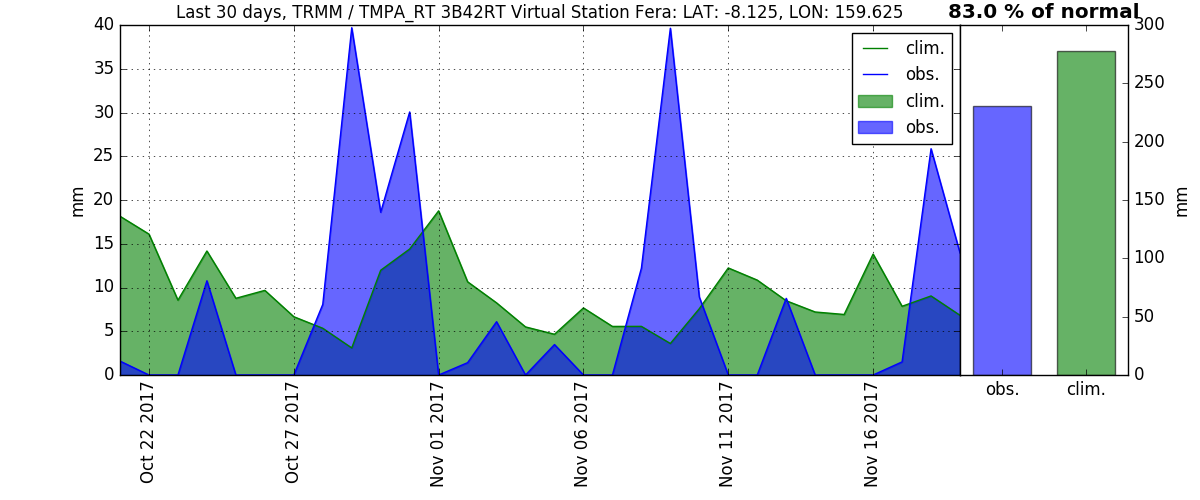 Last 30 days, TRMM / TMPA_RT 3B42RT Virtual Station Fera: LAT: -8.125, LON: 159.625
83.0 % of normal
40
35
30
25
20
15
10
5
0
mm
clim.
obs.
clim.
obs.
Oct 22 2017
Oct 27 2017
Nov 01 2017
Nov 06 2017
Nov 11 2017
Nov 16 2017
300
250
200
150
100
50
0
mm
obs.
clim.